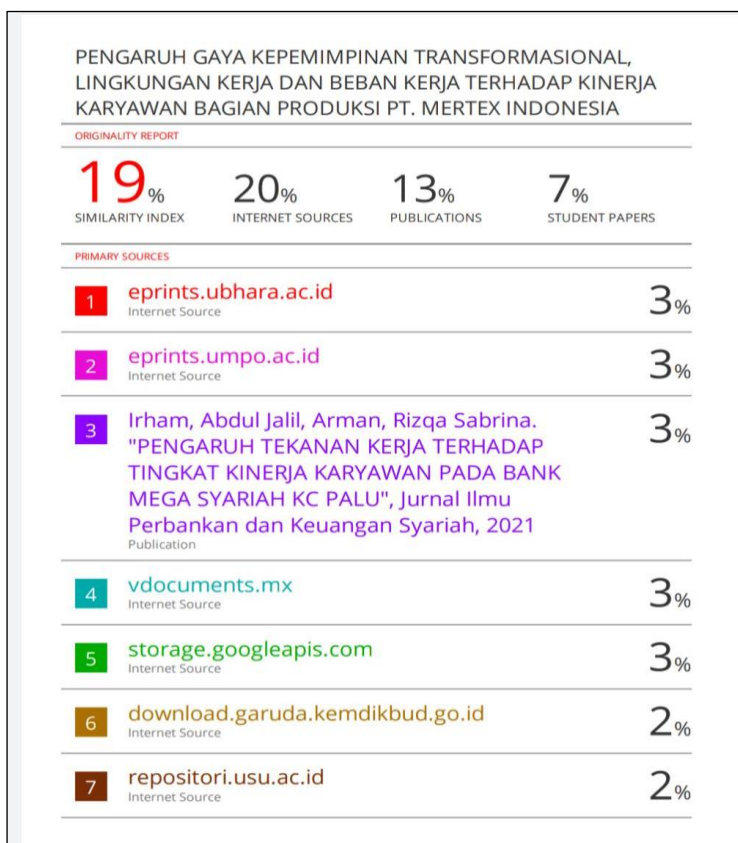 PENGARUH GAYA KEPEMIMPINAN TRANSFORMASIONAL,
LINGKUNGAN KERJA DAN BEBAN KERJA TERHADAP KINERJA
KARYAWAN BAGIAN PRODUKSI PT. MERTEX INDONESIA
ORIGINALITY REPORT
19% 20% 13% 7%
SIMILARITY INDEX INTERNET SOURCES PUBLICATIONS STUDENT PAPERS
PRIMARY SOURCES
1 eprints.ubhara.ac.id 3%
Internet Source
2 eprints.umpo.ac.id 3%
Internet Source
3 Irham, Abdul Jalil, Arman, Rizqa Sabrina. 3%
"PENGARUH TEKANAN KERJA TERHADAP
TINGKAT KINERJA KARYAWAN PADA BANK
MEGA SYARIAH KC PALU", Jurnal Ilmu
Perbankan dan Keuangan Syariah, 2021
Publication
4 vdocuments.mx 3%
Internet Source
5 storage.googleapis.com 3%
Internet Source
6 download.garuda.kemdikbud.go.id 2%
Internet Source
7 repositori.usu.ac.id 2%
Internet Source